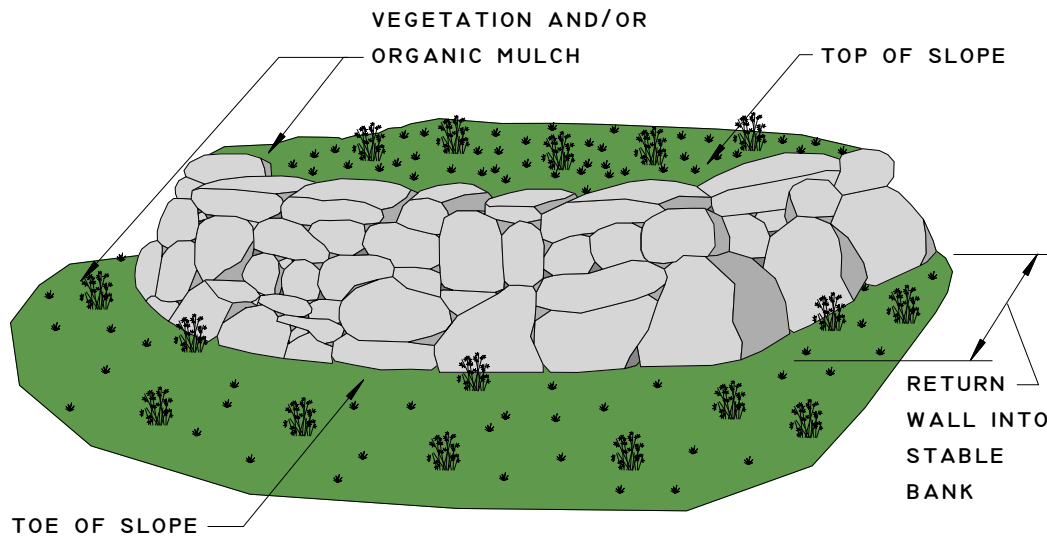 VEGETATION AND/OR
ORGANIC MULCH
TOP OF SLOPE
RETURN
WALL INTO
STABLE
BANK
TOE OF SLOPE